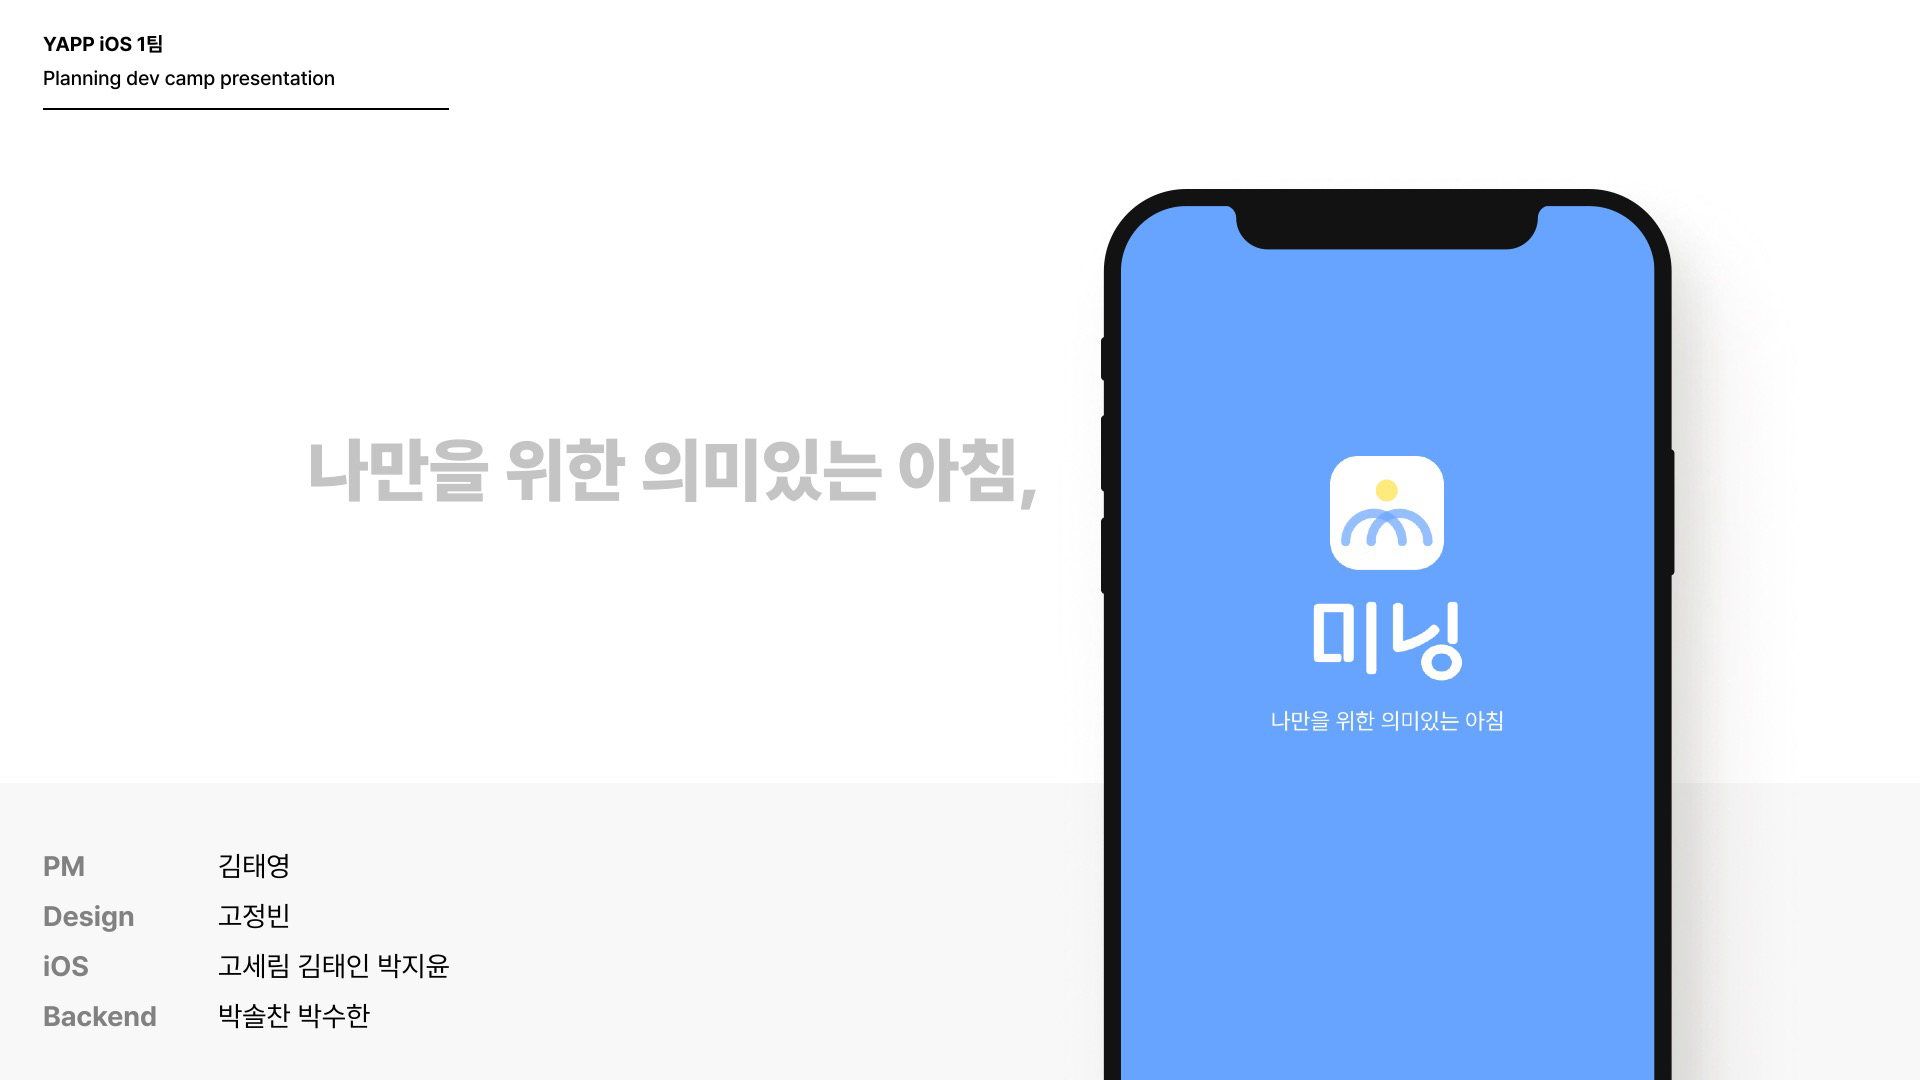 YAPP iOS 1팀
Planning dev camp presentation
나만을 위한 의미있는 아침,
미닝
나만을 위한 의미있는 아침
PM 김태영
Design 고정빈
iOS 고세림 김태인 박지윤
Backend 박솔찬 박수한